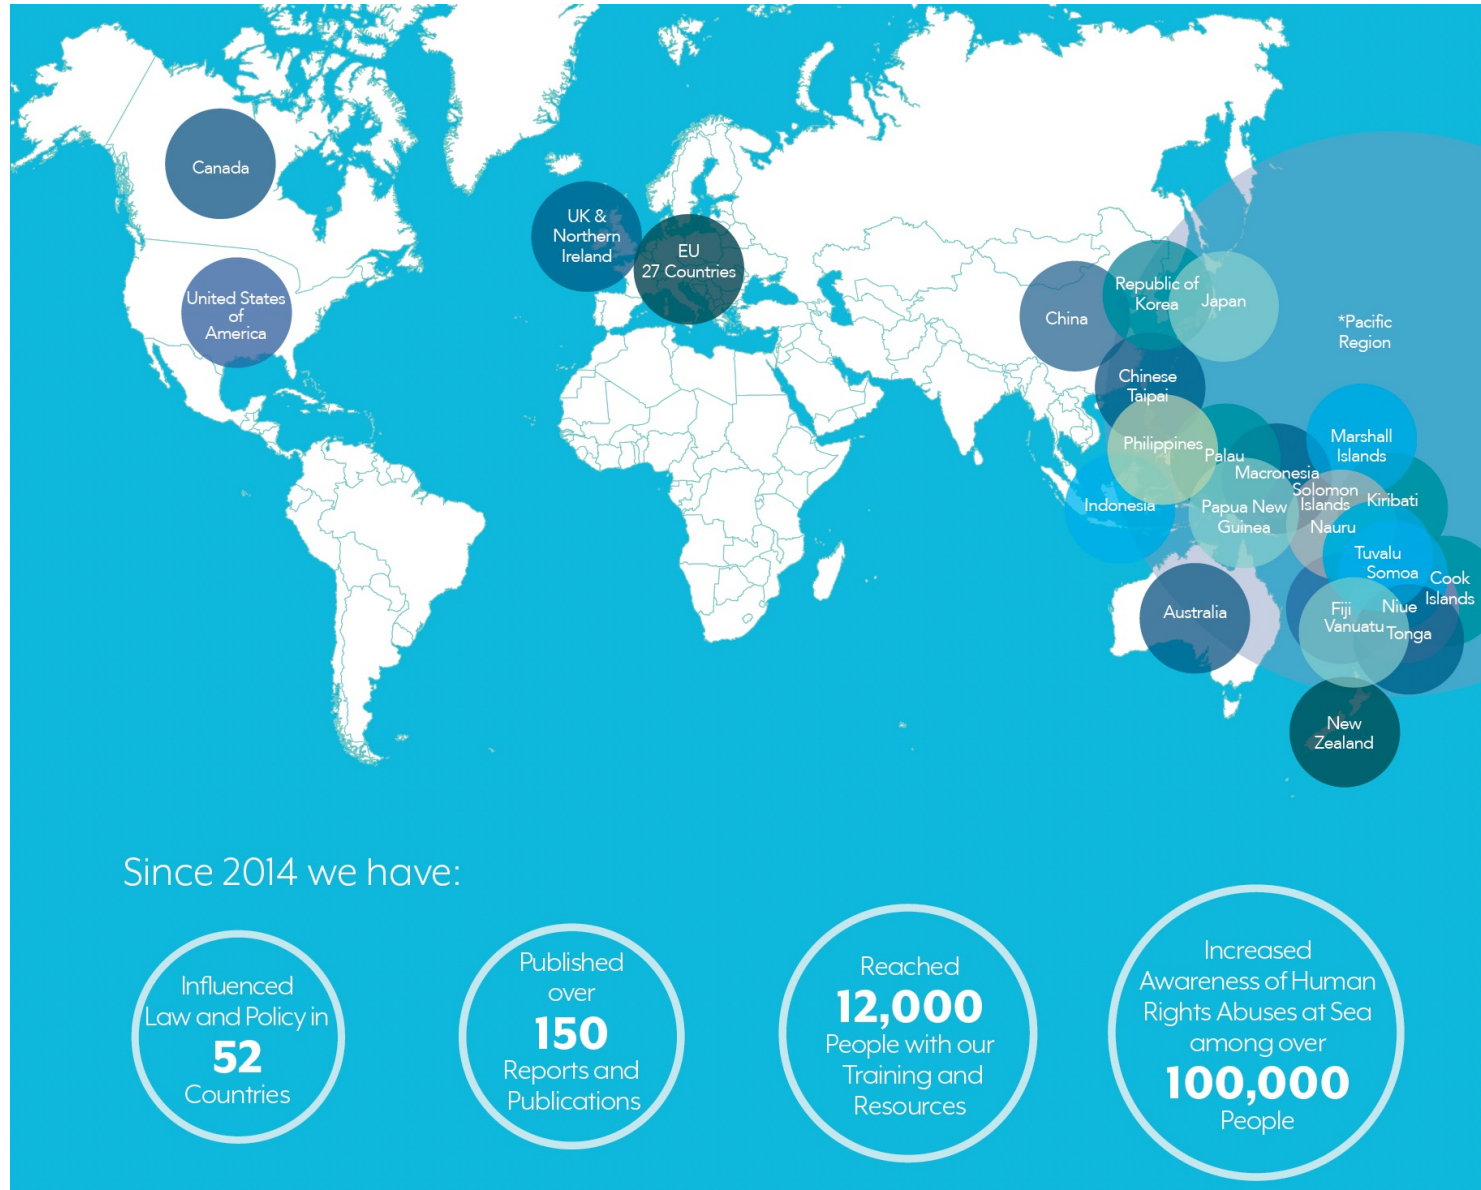 Canada
United States
of
America
UK &
Northern
Ireland
EU
27 Countries
China
Republic of
Korea
Japan
*Pacific
Region
Chinese
Taipai
Philippines
Palau
Macronesia
Marshall
Islands
Indonesia
Papua New
Guinea
Solomon
Islands
Kiribati
Nauru
Tuvalu
Somoa
Cook
Islands
Australia
Fiji
Niue
Vanuatu
Tonga
New
Zealand
Since 2014 we have:
Influenced
Law and Policy in
52
Countries
Published
over
150
Reports and
Publications
Reached
12,000
People with our
Training and
Resources
Increased
Awareness of Human
Rights Abuses at Sea
among over
100,000
People